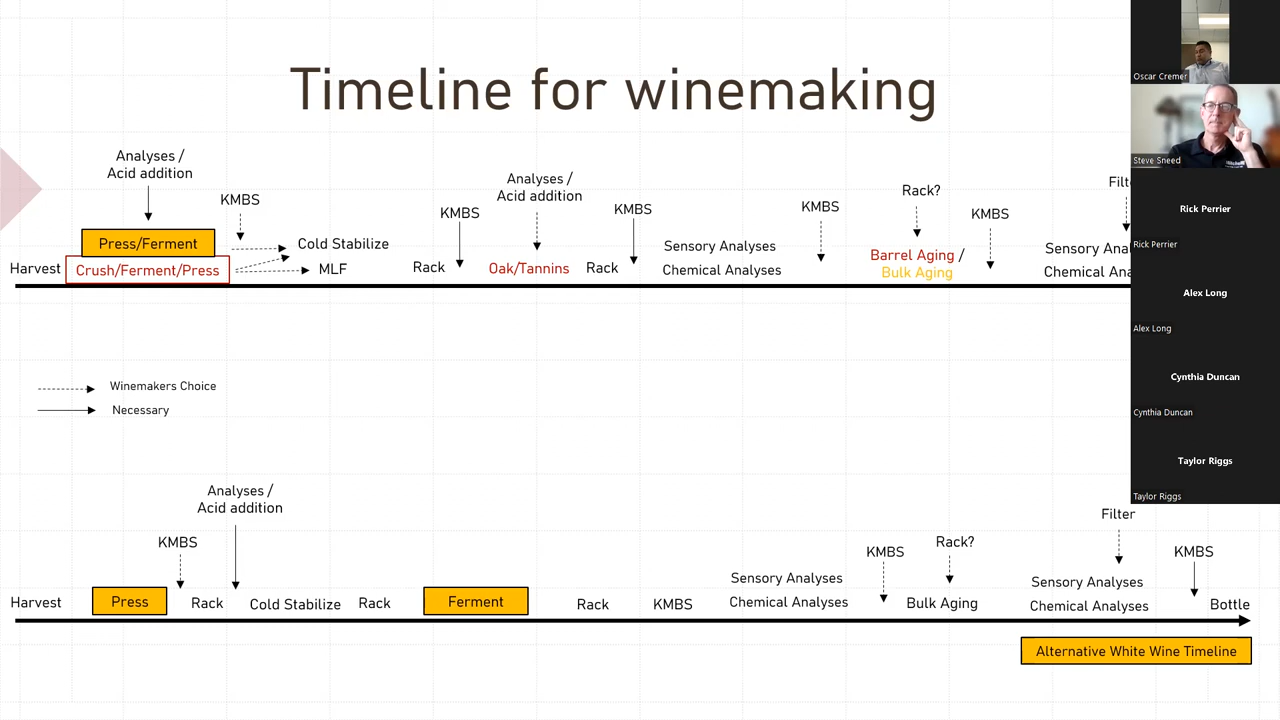 Timeline for winemaking
Analyses /
Acid addition
KMBS
Press/Ferment
Harvest
Crush/Ferment/Press
Cold Stabilize
MLF
Rack
KMBS
Analyses /
Acid addition
Oak/Tannins
Rack
KMBS
Sensory Analyses
Chemical Analyses
KMBS
Rack?
Barrel Aging /
Bulk Aging
KMBS
Sensory
Chemical
Winemakers Choice
Necessary
Harvest
Press
KMBS
Rack
Analyses /
Acid addition
Cold Stabilize
Rack
Ferment
Rack
KMBS
Sensory Analyses
Chemical Analyses
KMBS
Rack?
Bulk Aging
Filter
Sensory Analyses
Chemical Analyses
KMBS
Bottle
Alternative White Wine Timeline
Oscar Cremer
Steve Sneed
Rick Perrier
Rick Perrier
Alex Long
Alex Long
Cynthia Duncan
Cynthia Duncan
Taylor Riggs
Taylor Riggs